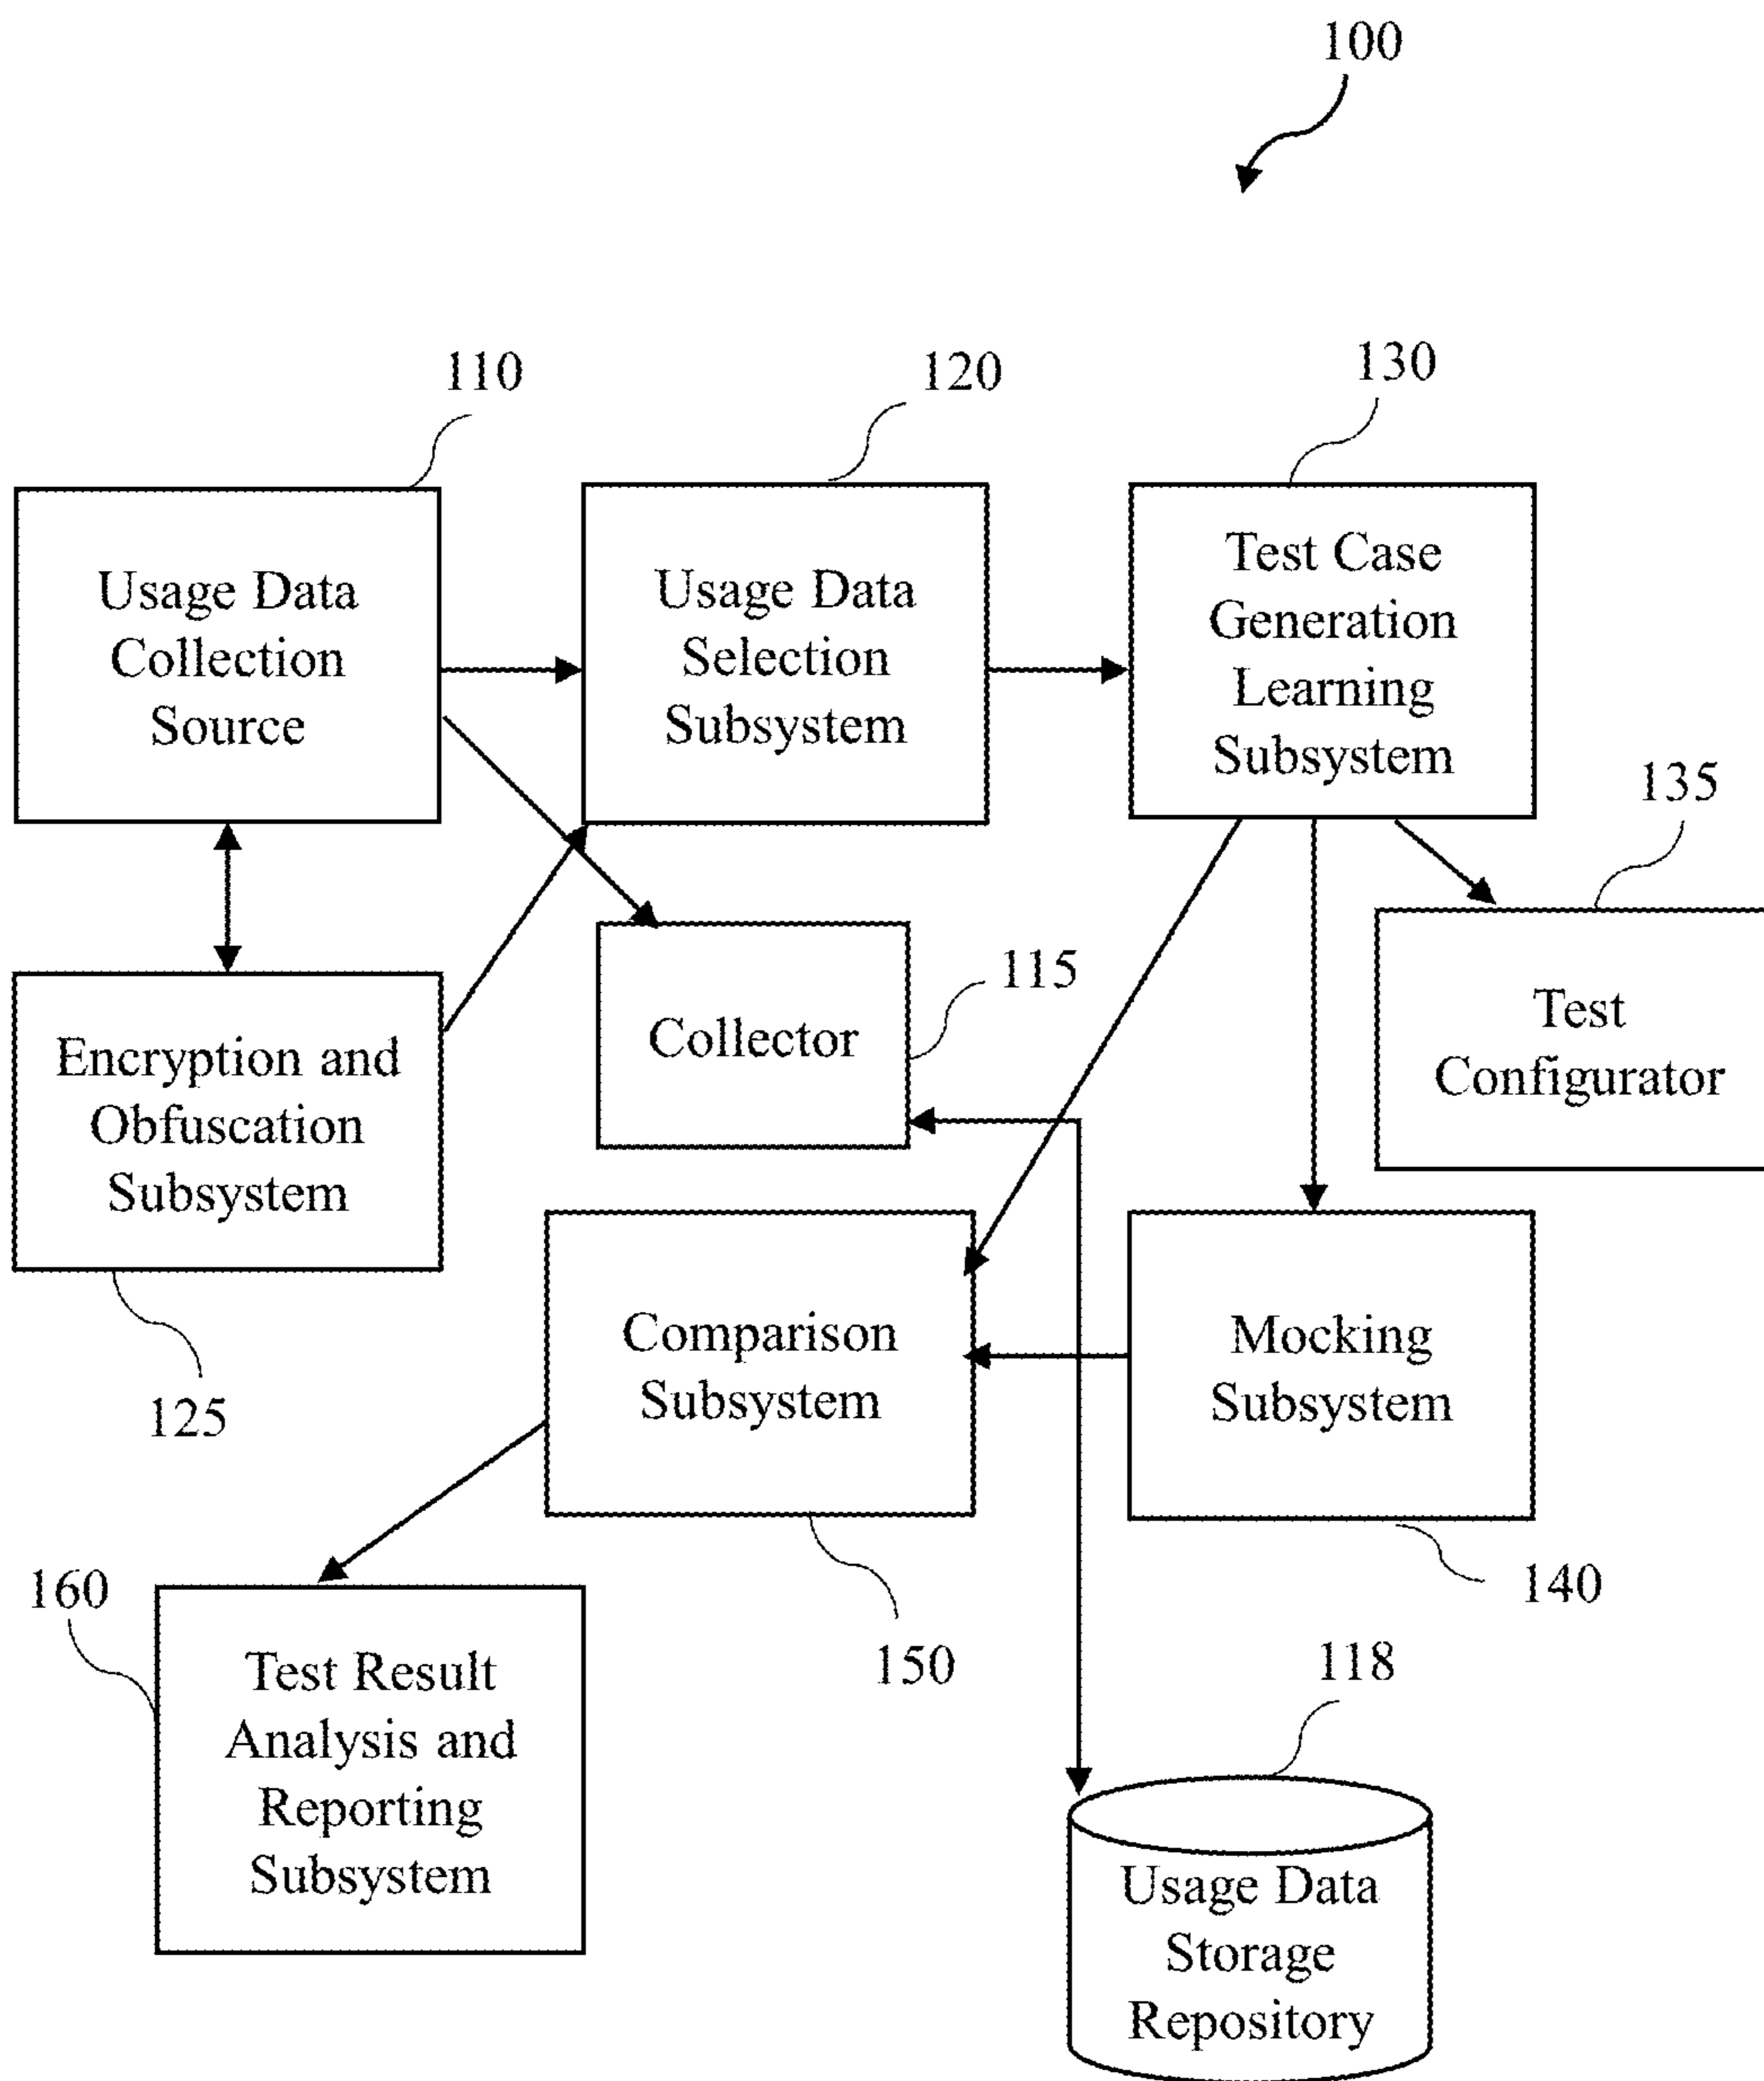 100
110
120
130
Usage Data
Collection
Source
Usage Data
Selection
Subsystem
Test Case
Generation
Learning
Subsystem
135
Encryption and
Obfuscation
Subsystem
Collector
115
Test
Configurator
125
Comparison
Subsystem
Mocking
Subsystem
160
150
140
118
Test Result
Analysis and
Reporting
Subsystem
Usage Data
Storage
Repository